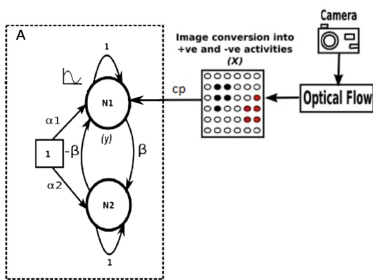 A
Camera
Image conversion into
+ve and -ve activities
(X)
Optical Flow
cp
1
N1
(y)
α1
1
-β
β
α2
N2
1